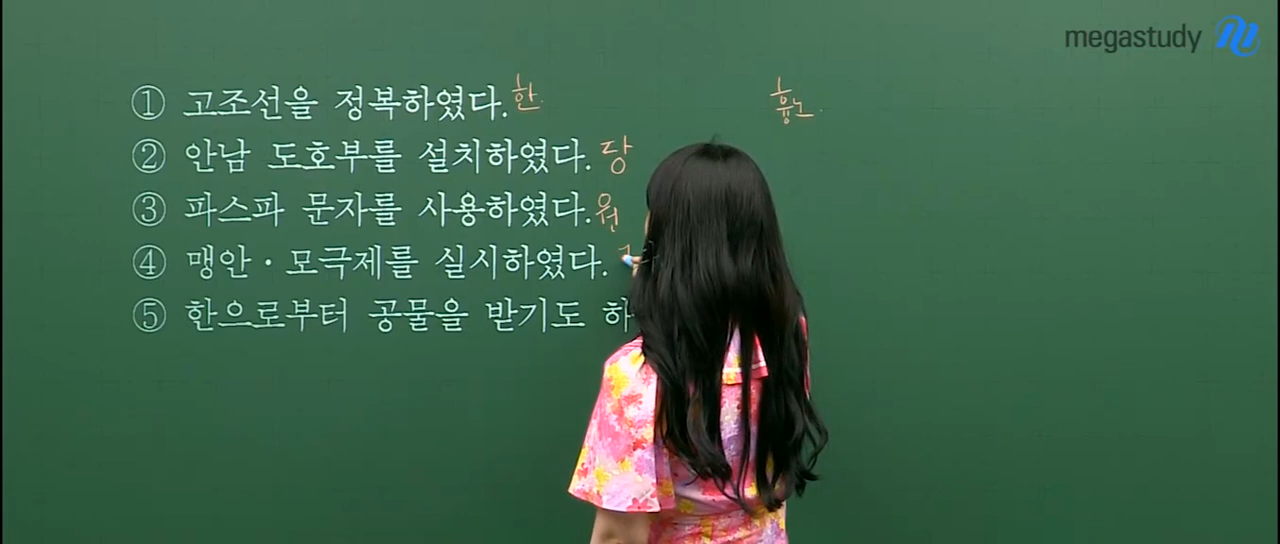 megastudy
① 고조선을 정복하였다. 한
흉노
② 안남 도호부를 설치하였다. 당
③ 파스파 문자를 사용하였다. 원
④ 맹안·모극제를 실시하였다.
⑤ 한으로부터 공물을 받기도 하